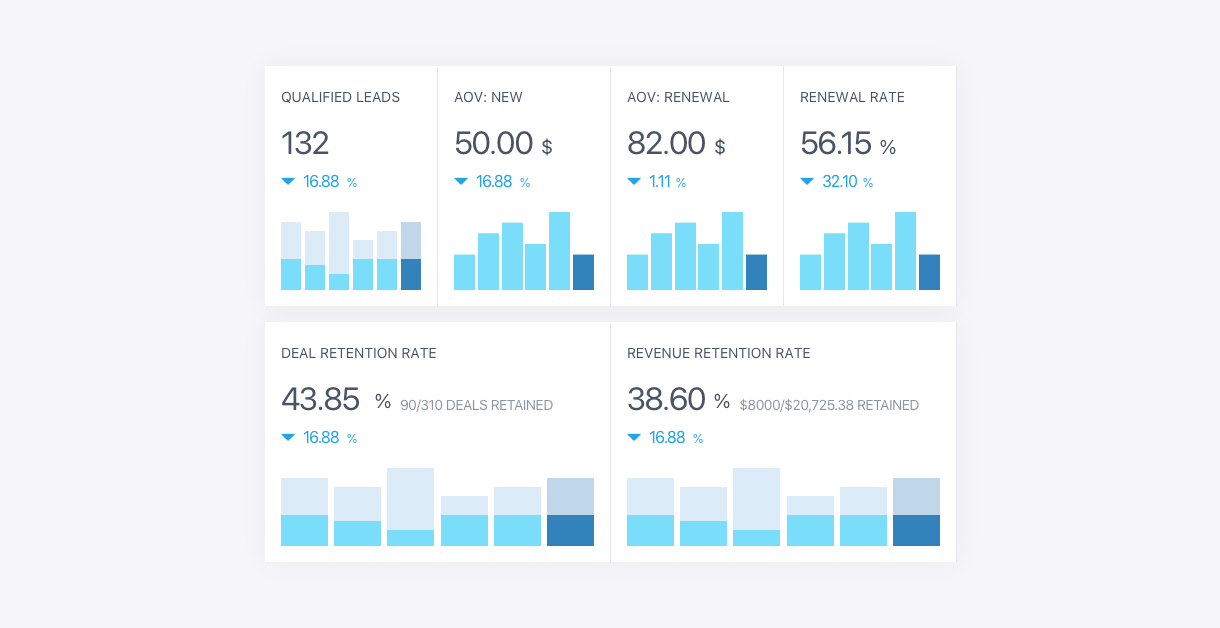 QUALIFIED LEADS
132
16.88 %
AOV: NEW
50.00 $
16.88 %
AOV: RENEWAL
82.00 $
1.11 %
RENEWAL RATE
56.15 %
32.10 %
DEAL RETENTION RATE
43.85 % 90/310 DEALS RETAINED
16.88 %
REVENUE RETENTION RATE
38.60 % $8000/$20,725.38 RETAINED
16.88 %